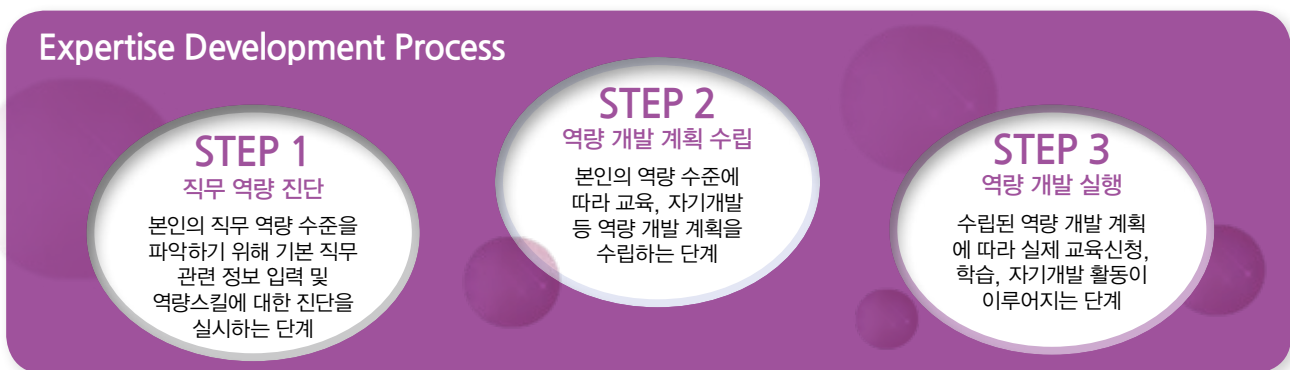 Expertise Development Process
STEP 1
직무 역량 진단
본인의 직무 역량 수준을
파악하기 위해 기본 직무
관련 정보 입력 및
역량스킬에 대한 진단을
실시하는 단계
STEP 2
역량 개발 계획 수립
본인의 역량 수준에
따라 교육, 자기개발
등 역량 개발 계획을
수립하는 단계
STEP 3
역량 개발 실행
수립된 역량 개발 계획
에 따라 실제 교육신청,
학습, 자기개발 활동이
이루어지는 단계